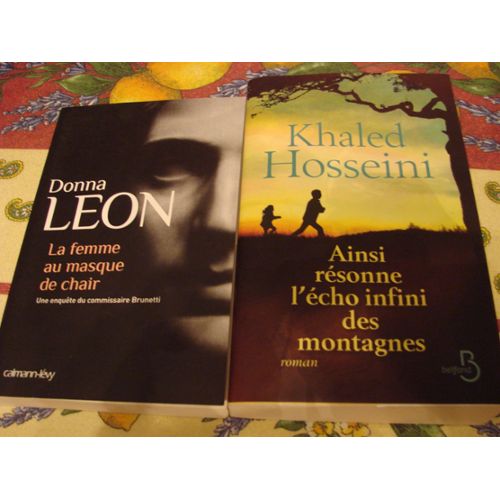 Donna
LEON
La femme
au masque
de chair
Une enquête du commissaire Brunetti
calmann-lévy
Khaled
Hosseini
Ainsi
résonne
l'écho infini
des
montagnes
roman
belfond